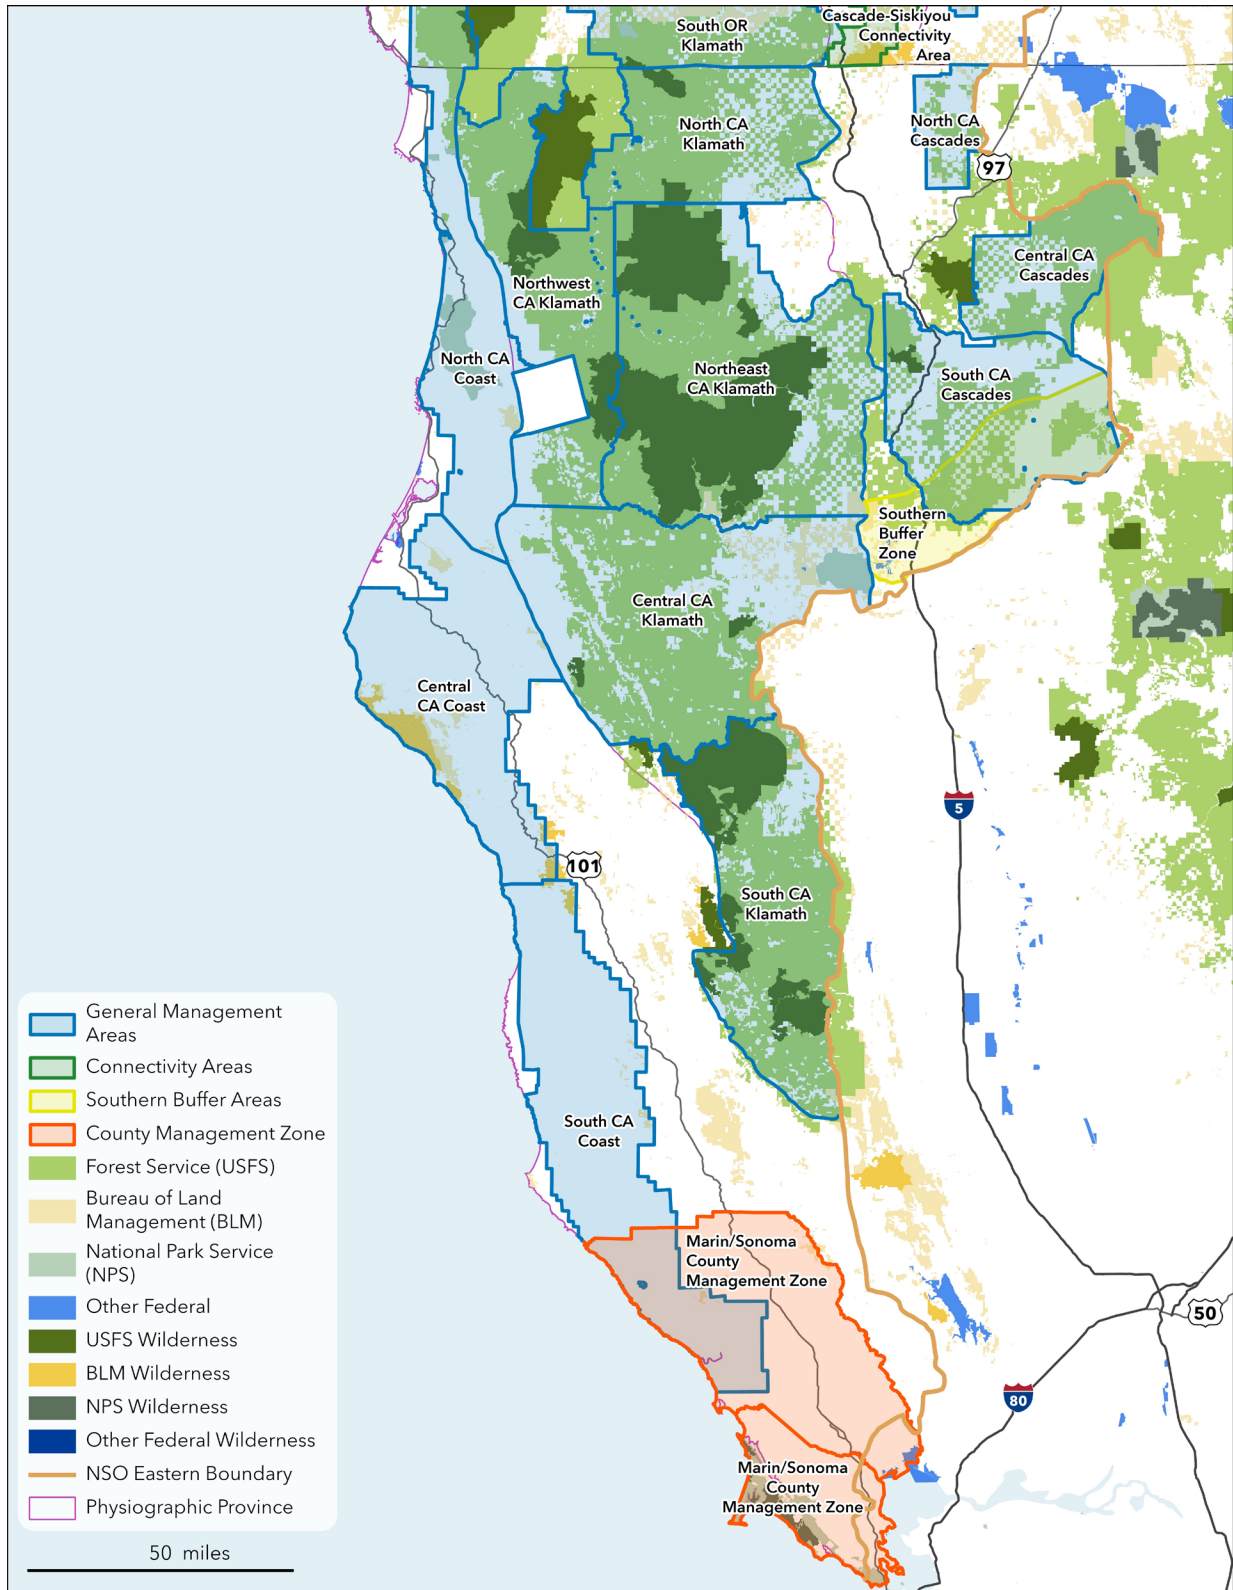 South OR
Klamath
Cascade-Siskiyou
Connectivity
Area
North CA
Klamath
North CA
Cascades
97
Northwest
CA Klamath
Central CA
Cascades
North CA
Coast
Northeast
CA Klamath
South CA
Cascades
Southern
Buffer
Zone
Central CA
Klamath
Central
CA Coast
5
101
South CA
Klamath
South CA
Coast
Marin/Sonoma
County
Management Zone
50
80
Marin/Sonoma
County
Management Zone
General Management
Areas
Connectivity Areas
Southern Buffer Areas
County Management Zone
Forest Service (USFS)
Bureau of Land
Management (BLM)
National Park Service
(NPS)
Other Federal
USFS Wilderness
BLM Wilderness
NPS Wilderness
Other Federal Wilderness
NSO Eastern Boundary
Physiographic Province
50 miles